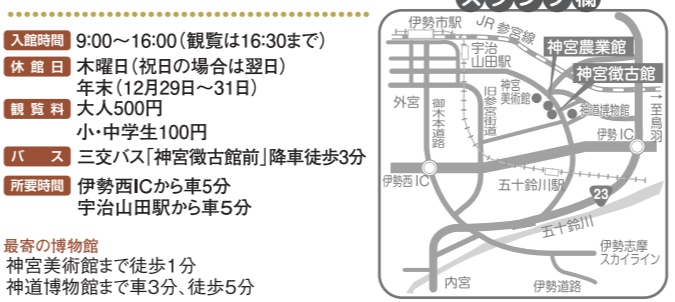 入館時間 9:00〜16:00(観覧は16:30まで)
休館日 木曜日(祝日の場合は翌日)
年末(12月29日〜31日)
観覧料 大人500円
小・中学生100円
バス 三交バス「神宮徴古館前」降車徒歩3分
所要時間 伊勢西ICから車5分
宇治山田駅から車5分
最寄の博物館
神宮美術館まで徒歩1分
神道博物館まで車3分、徒歩5分
欄
伊勢市駅
JR参宮線
宇治
山田駅
神宮農業館
神宮徴古館
神宮
美術館
神道博物館
外宮
御木本道路
旧参宮街道
至鳥羽
伊勢IC
伊勢西IC
五十鈴川駅
23
五十鈴川
伊勢志摩
スカイライン
内宮
伊勢道路